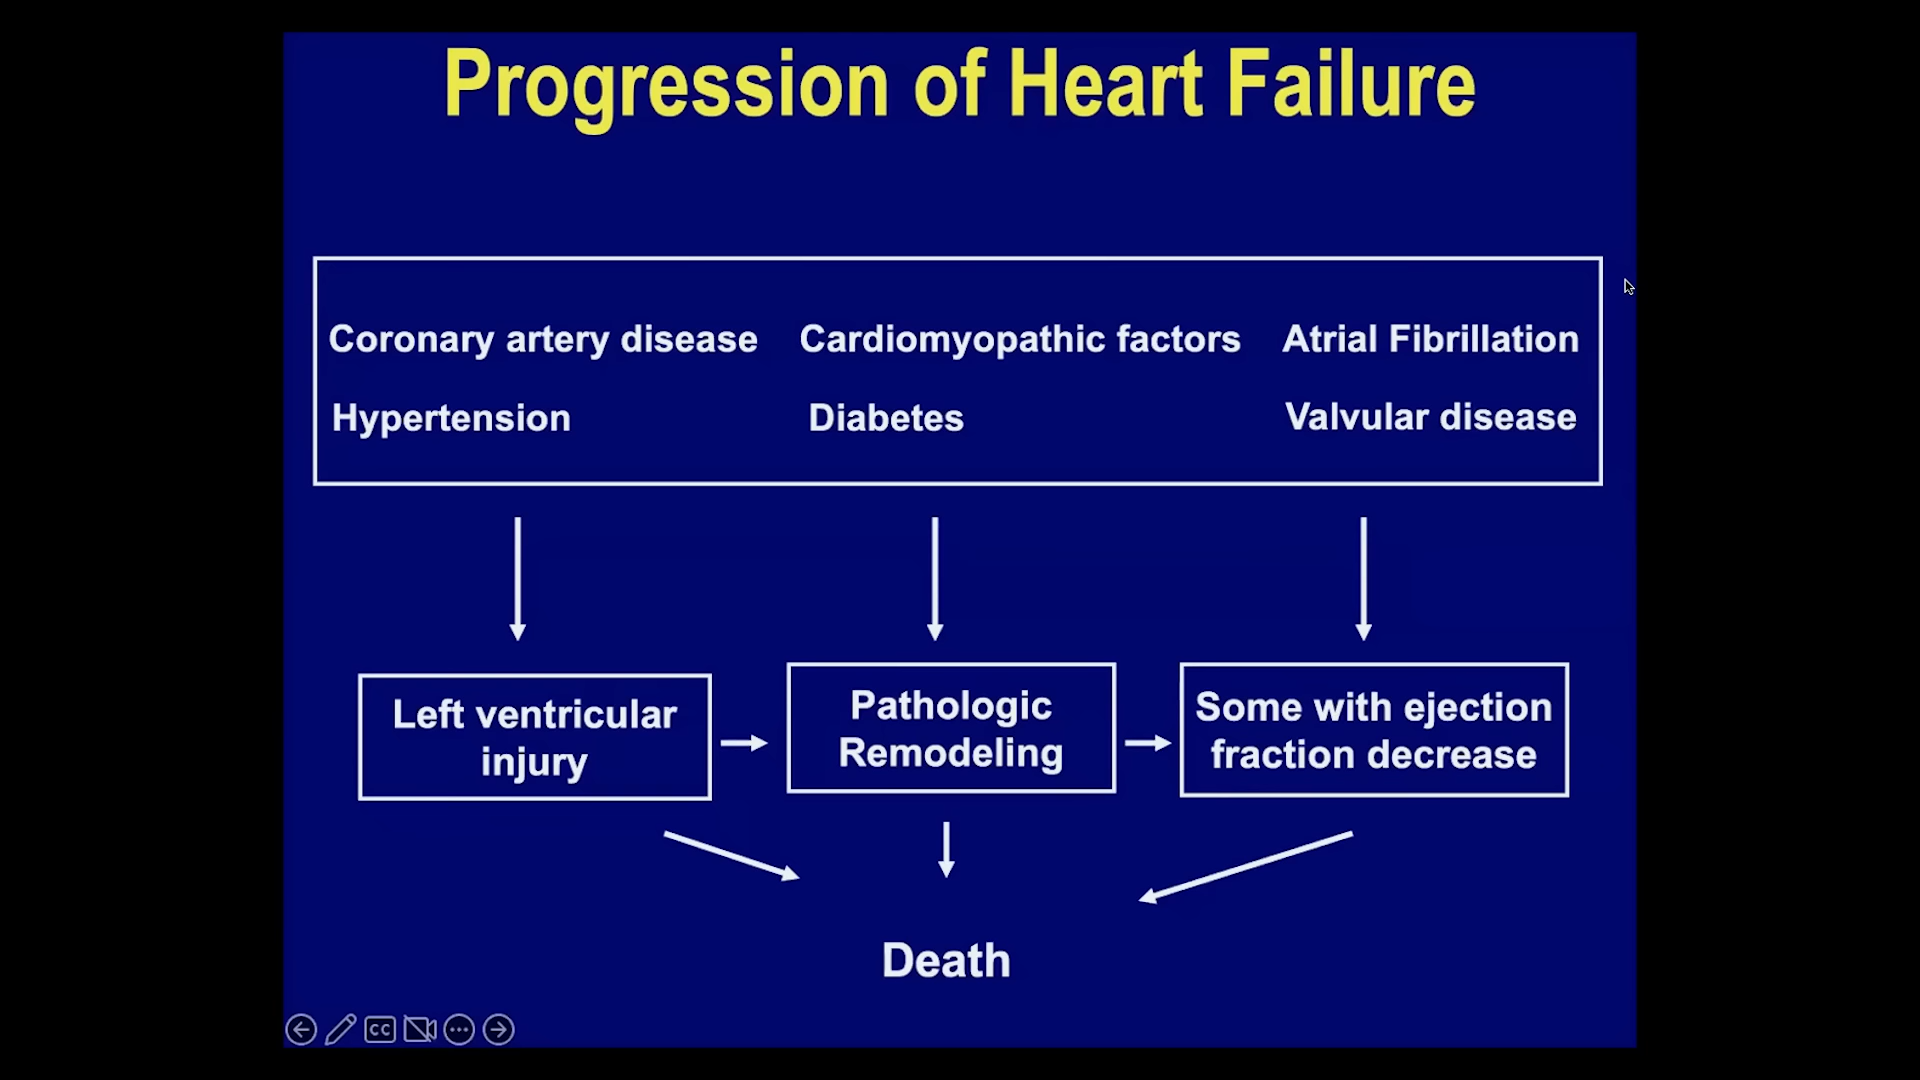 Progression of Heart Failure
Coronary artery disease Cardiomyopathic factors Atrial Fibrillation
Hypertension Diabetes Valvular disease
Left ventricular
injury
Pathologic
Remodeling
Some with ejection
fraction decrease
Death
CC